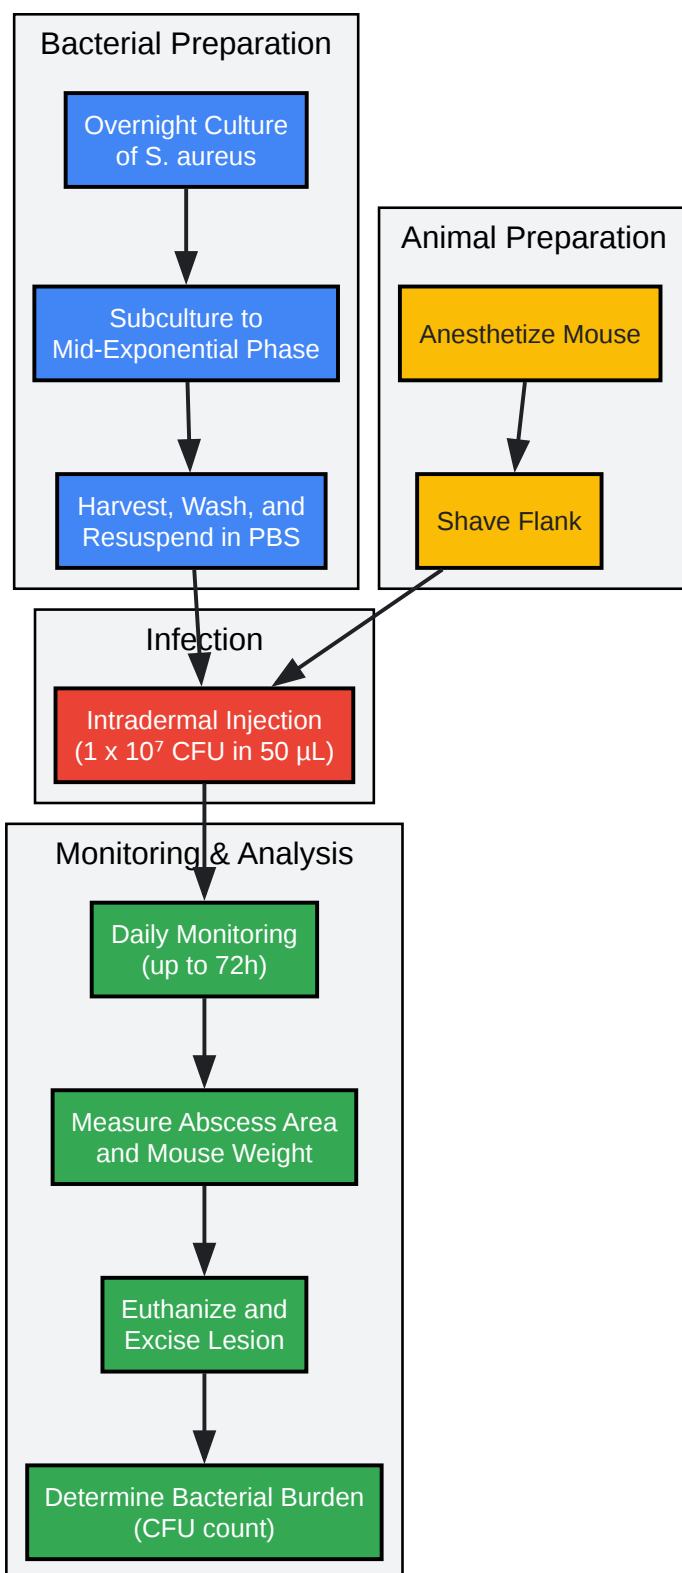 Bacterial Preparation
Overnight Culture
of S. aureus
Subculture to
Mid-Exponential Phase
Harvest, Wash, and
Resuspend in PBS
Animal Preparation
Anesthetize Mouse
Shave Flank
Infection
Intradermal Injection
(1 x 10⁷ CFU in 50 µL)
Monitoring & Analysis
Daily Monitoring
(up to 72h)
Measure Abscess Area
and Mouse Weight
Euthanize and
Excise Lesion
Determine Bacterial Burden
(CFU count)